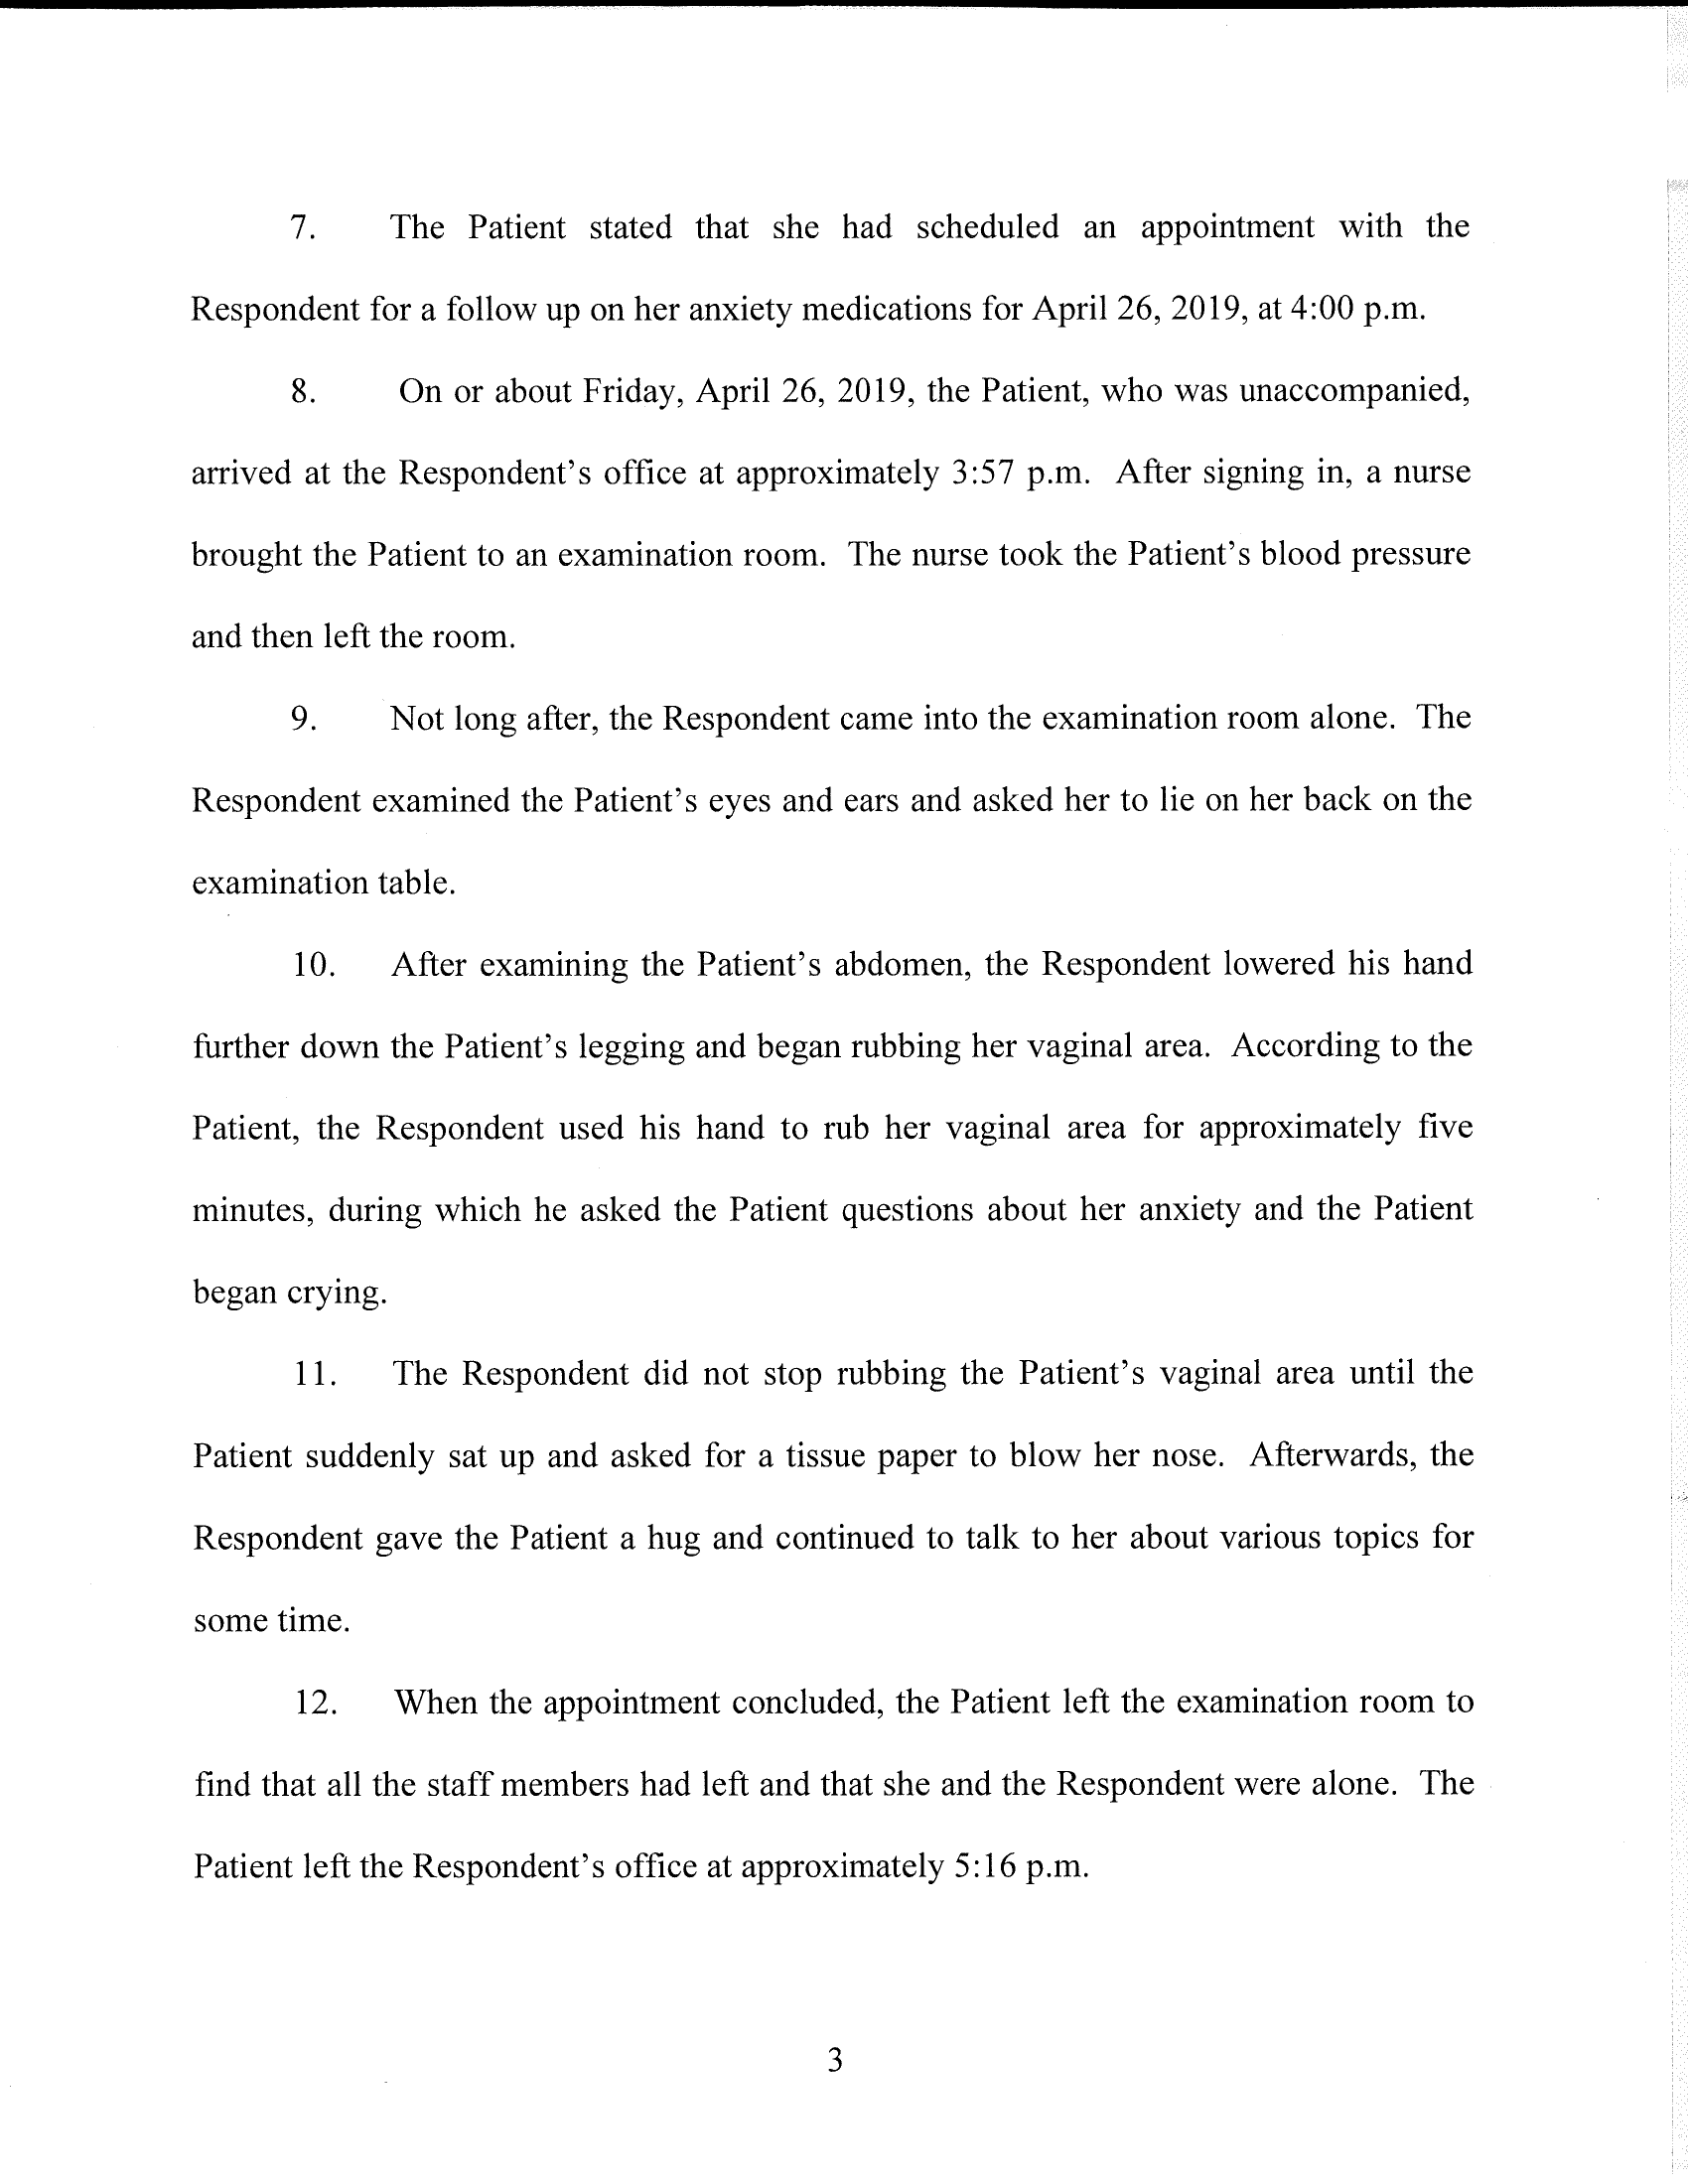 7. The Patient stated that she had scheduled an appointment with the
Respondent for a follow up on her anxiety medications for April 26, 2019, at 4:00 p.m.
8. On or about Friday, April 26, 2019, the Patient, who was unaccompanied,
arrived at the Respondent's office at approximately 3:57 p.m. After signing in, a nurse
brought the Patient to an examination room. The nurse took the Patient's blood pressure
and then left the room.
9. Not long after, the Respondent came into the examination room alone. The
Respondent examined the Patient's eyes and ears and asked her to lie on her back on the
examination table.
10. After examining the Patient's abdomen, the Respondent lowered his hand
further down the Patient's legging and began rubbing her vaginal area. According to the
Patient, the Respondent used his hand to rub her vaginal area for approximately five
minutes, during which he asked the Patient questions about her anxiety and the Patient
began crying.
11. The Respondent did not stop rubbing the Patient's vaginal area until the
Patient suddenly sat up and asked for a tissue paper to blow her nose. Afterwards, the
Respondent gave the Patient a hug and continued to talk to her about various topics for
some time.
12. When the appointment concluded, the Patient left the examination room to
find that all the staff members had left and that she and the Respondent were alone. The
Patient left the Respondent's office at approximately 5:16 p.m.
3